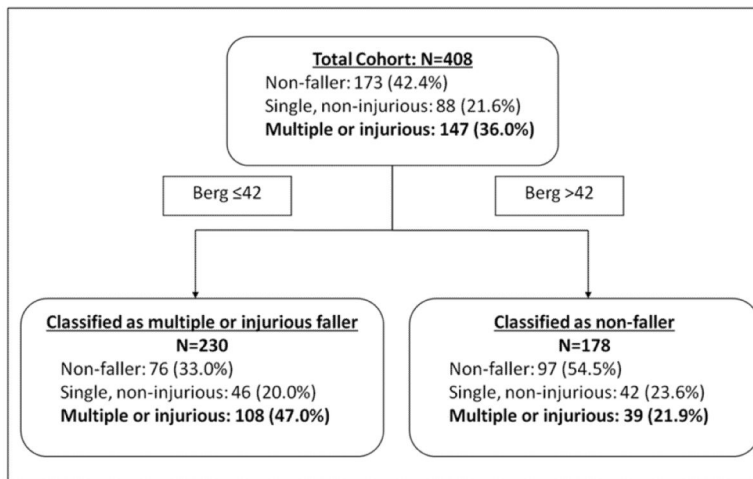 Total Cohort: N=408
Non-faller: 173 (42.4%)
Single, non-injurious: 88 (21.6%)
Multiple or injurious: 147 (36.0%)
Berg ≤42
Berg >42
Classified as multiple or injurious faller
N=230
Non-faller: 76 (33.0%)
Single, non-injurious: 46 (20.0%)
Multiple or injurious: 108 (47.0%)
Classified as non-faller
N=178
Non-faller: 97 (54.5%)
Single, non-injurious: 42 (23.6%)
Multiple or injurious: 39 (21.9%)